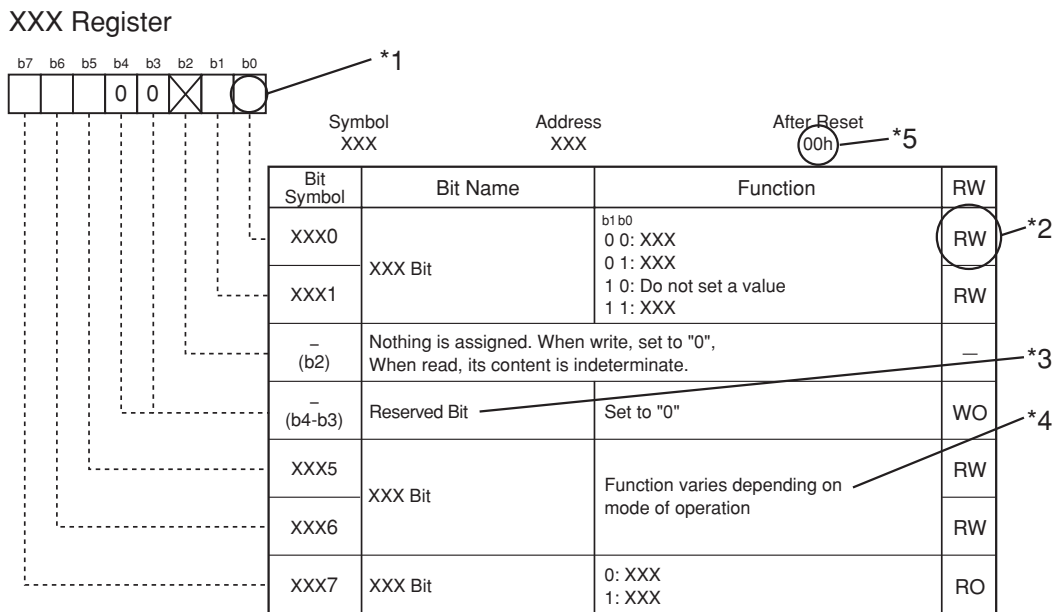 XXX Register
b7 b6 b5 b4 b3 b2 b1 b0
*1
0 0
Symbol Address After Reset
XXX XXX 00h
*5
Bit Symbol Bit Name Function RW
XXX0
XXX Bit
b1 b0
0 0: XXX
0 1: XXX
1 0: Do not set a value
1 1: XXX
RW
*2
XXX1
RW
–
(b2)
Nothing is assigned. When write, set to "0",
When read, its content is indeterminate.
—
*3
–
(b4-b3)
Reserved Bit
Set to "0"
WO
*4
XXX5
XXX Bit
Function varies depending on
mode of operation
RW
XXX6
RW
XXX7
XXX Bit
0: XXX
1: XXX
RO